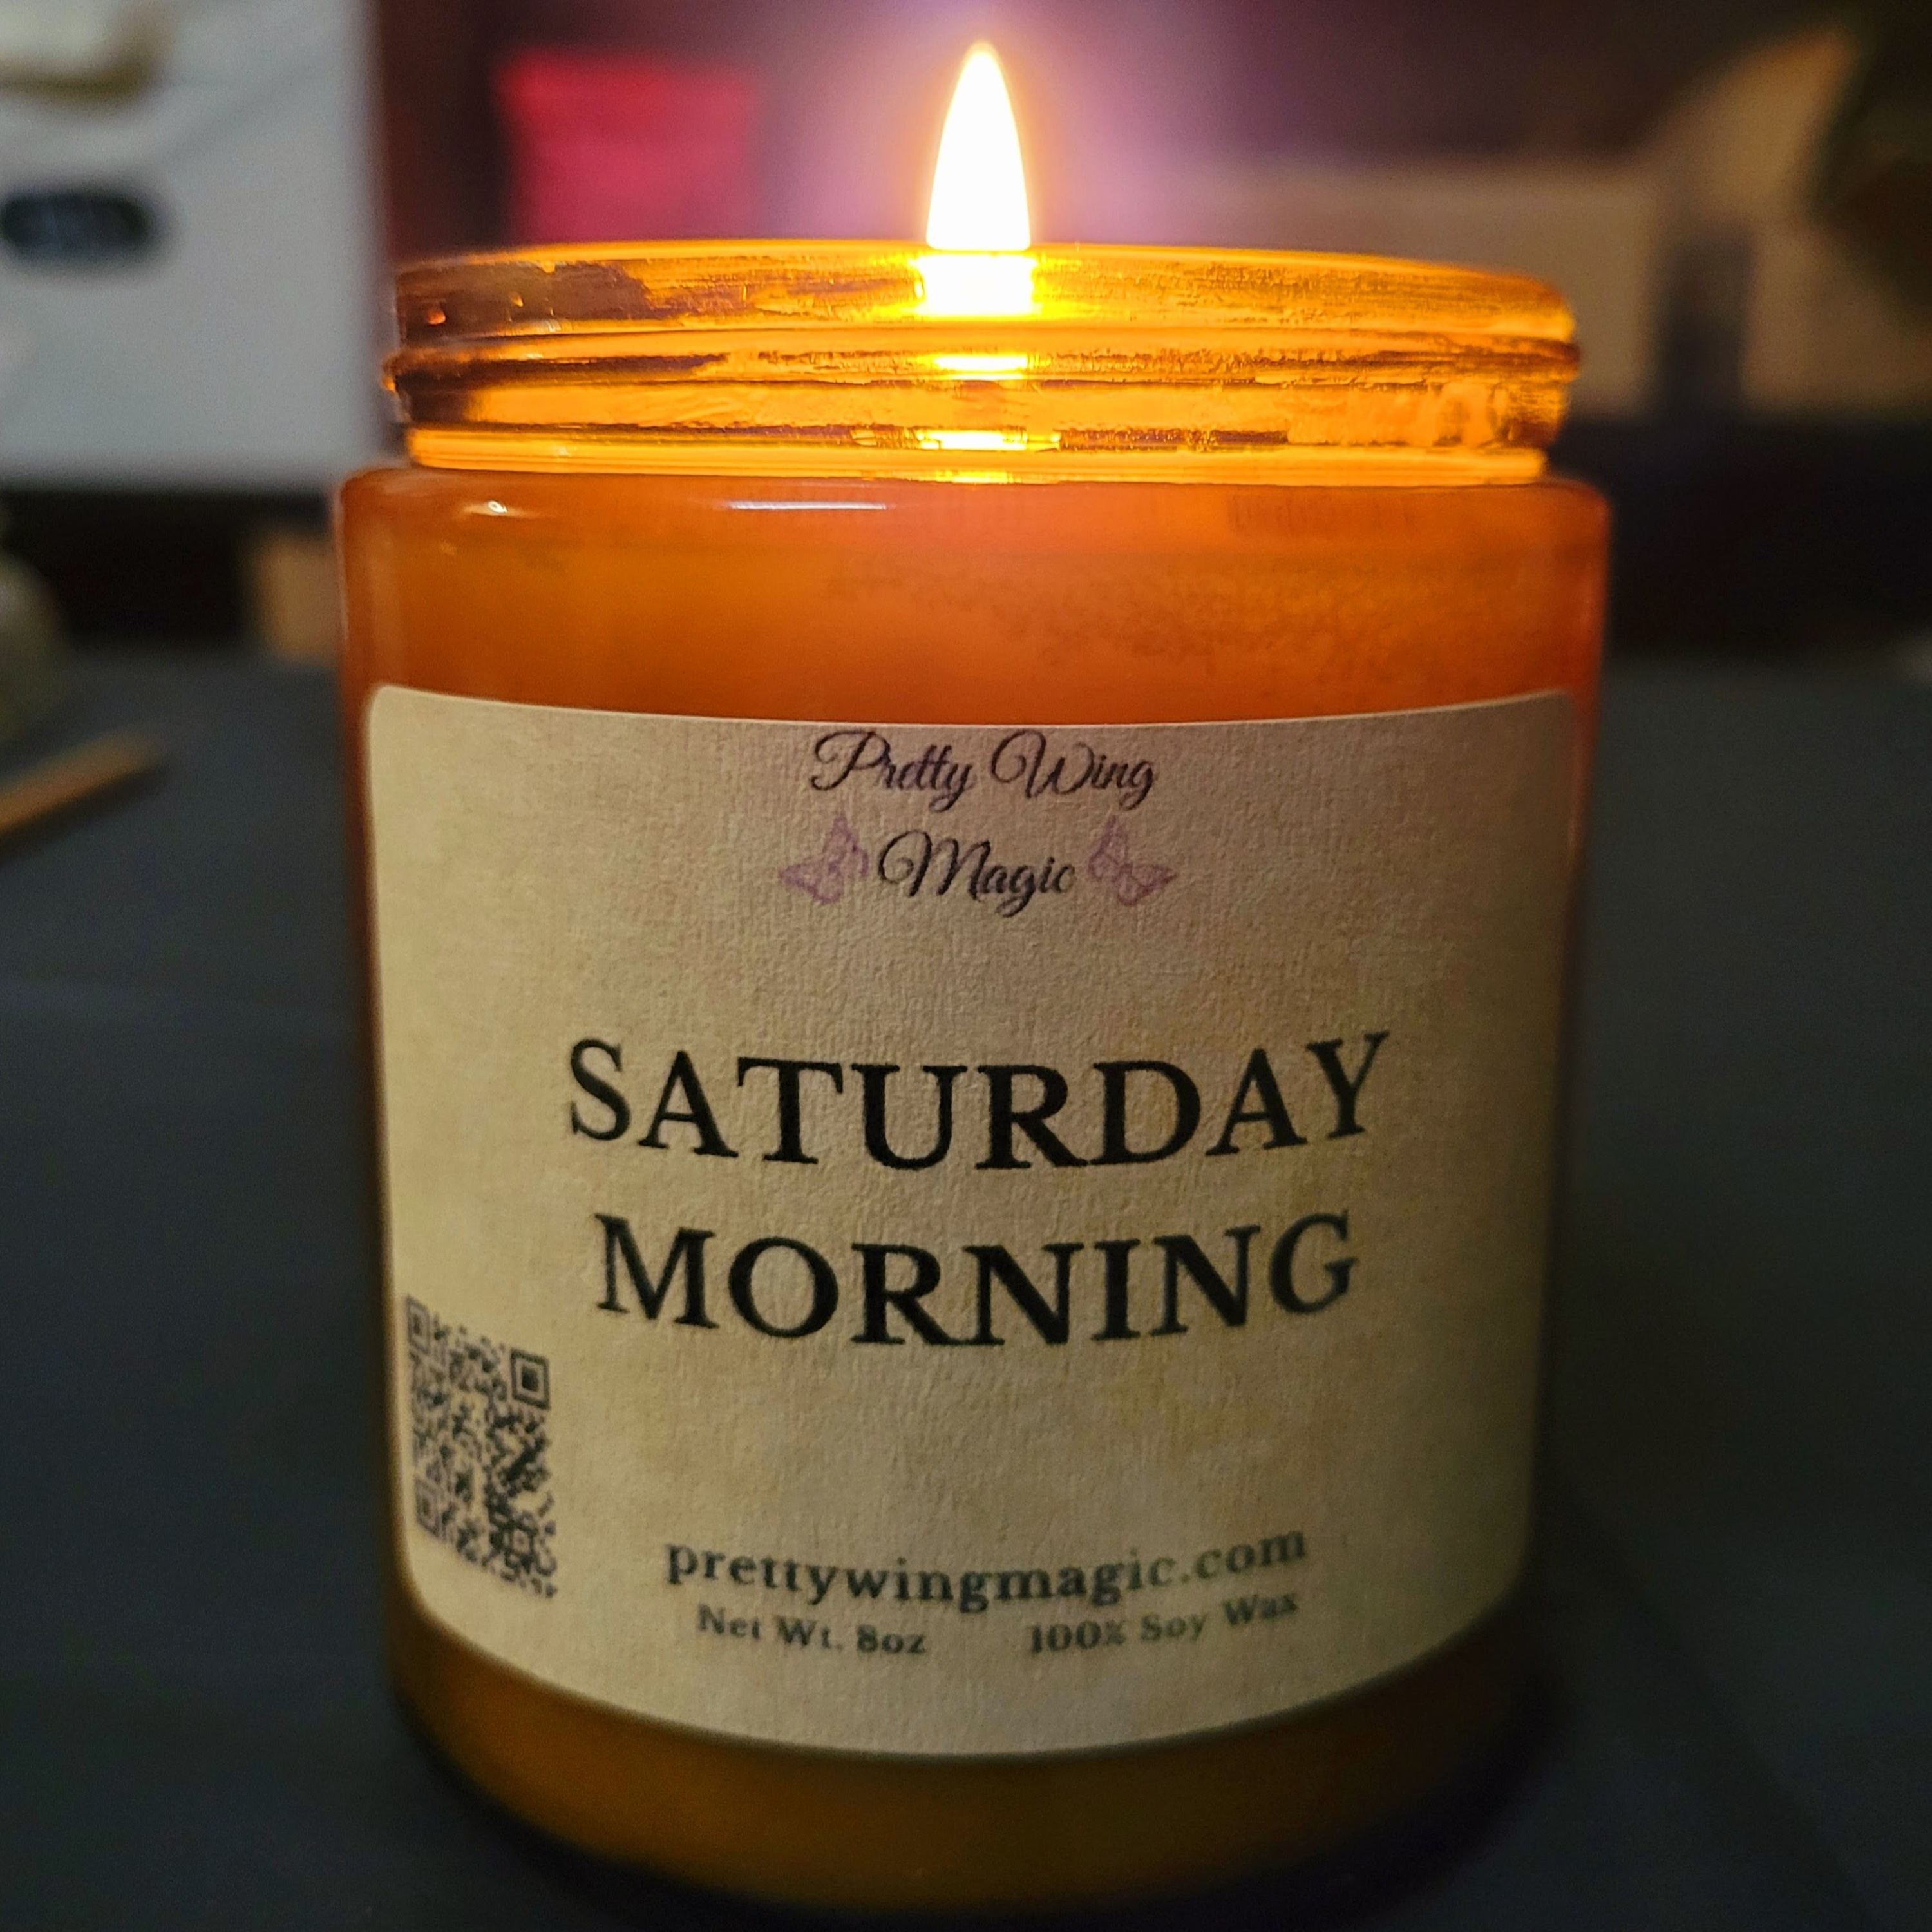 Pretty Wing
Magic
SATURDAY
MORNING
prettywingmagic.com
Net Wt. 8oz 100% Soy Wax